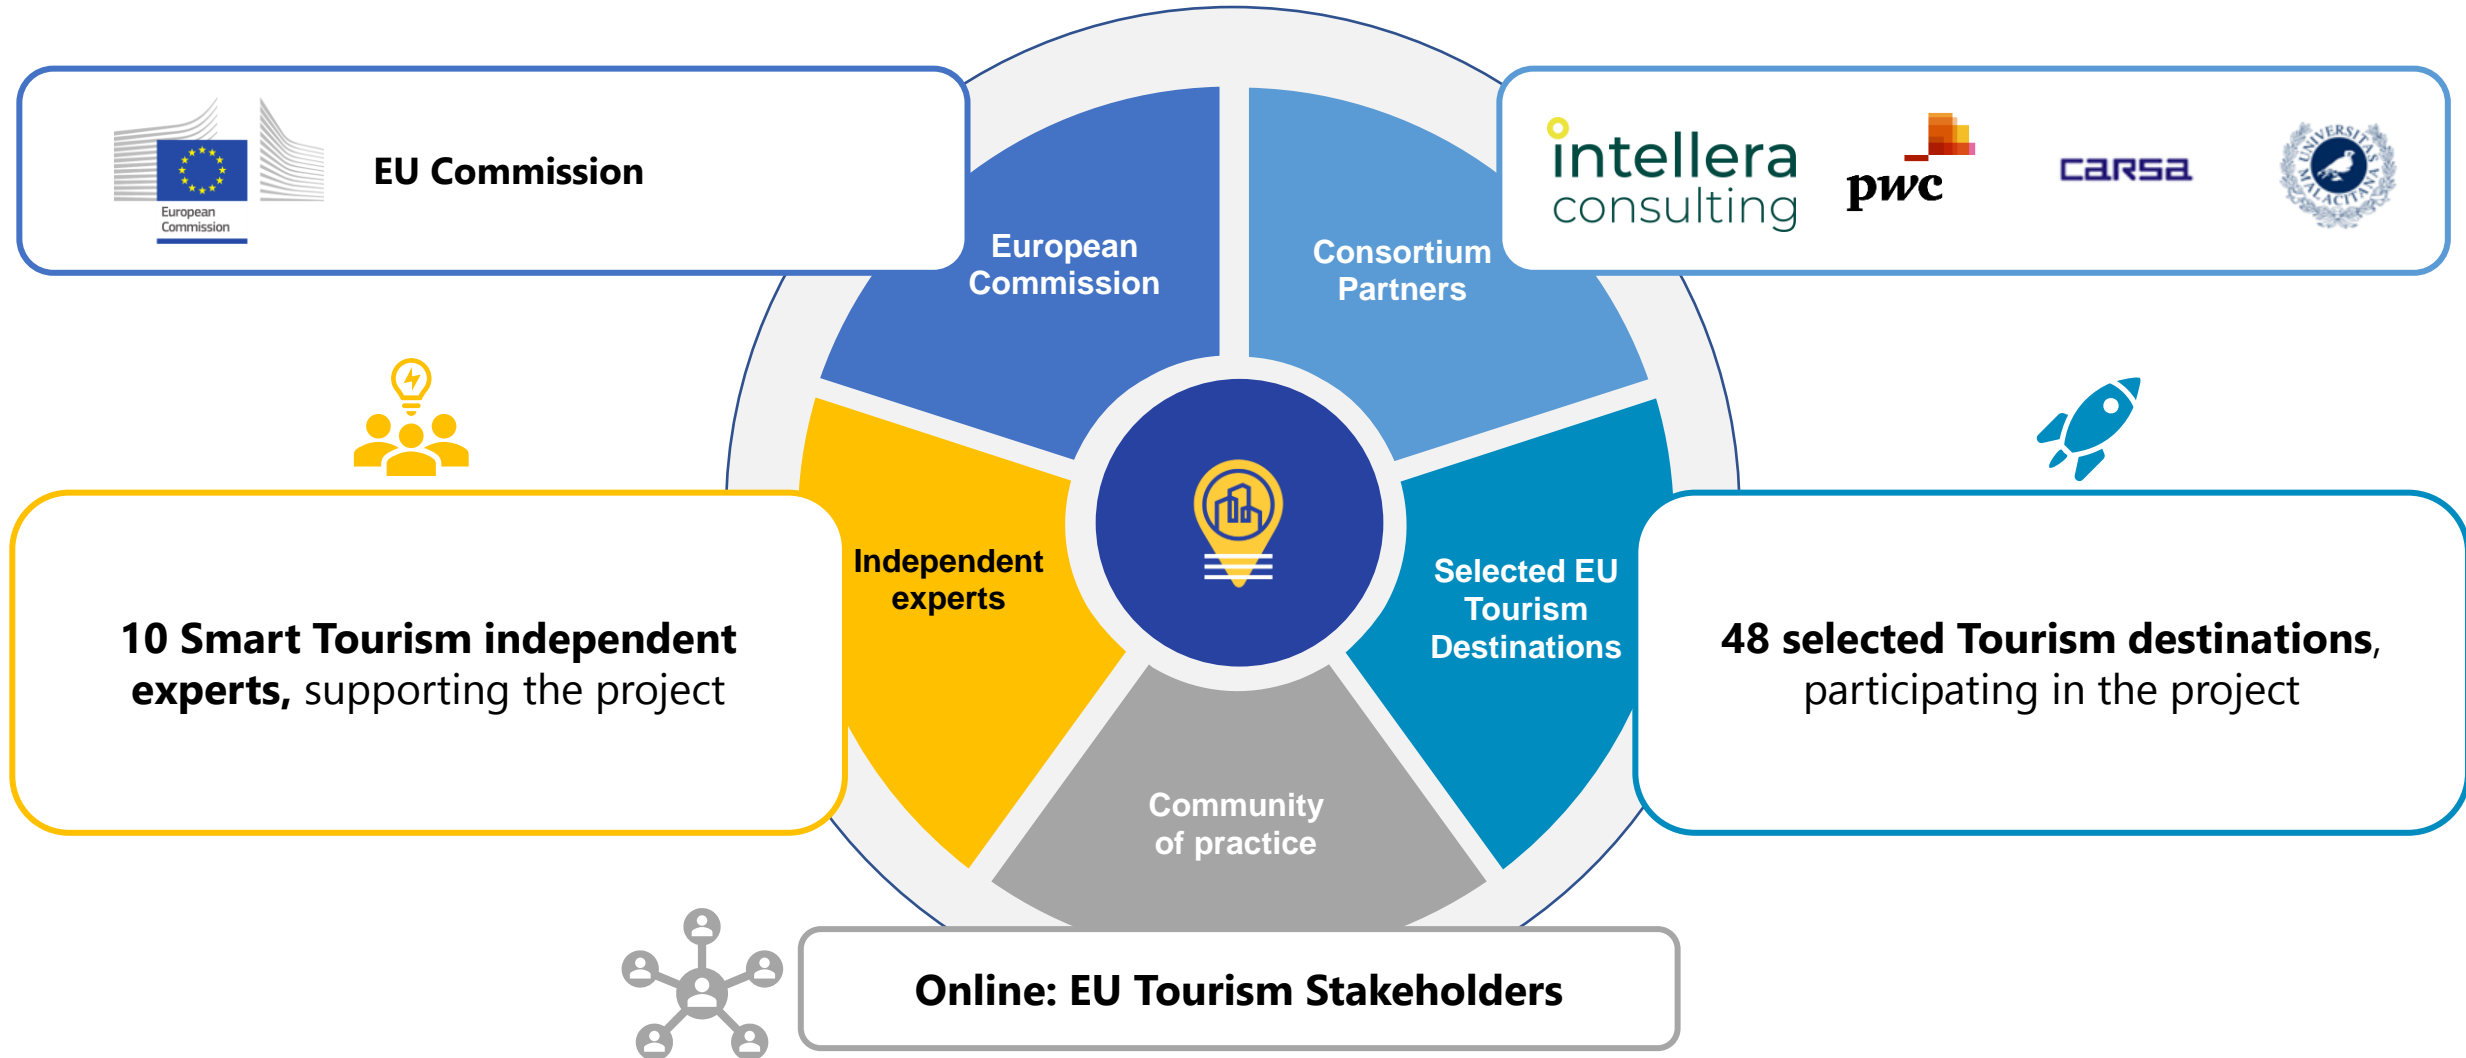 European
Commission
EU Commission
intellera
consulting
pwc
carsa
UNIVERSITAS
MALACITANA
European
Commission
Consortium
Partners
Independent
experts
Selected EU
Tourism
Destinations
Community
of practice
10 Smart Tourism independent
experts, supporting the project
48 selected Tourism destinations,
participating in the project
Online: EU Tourism Stakeholders